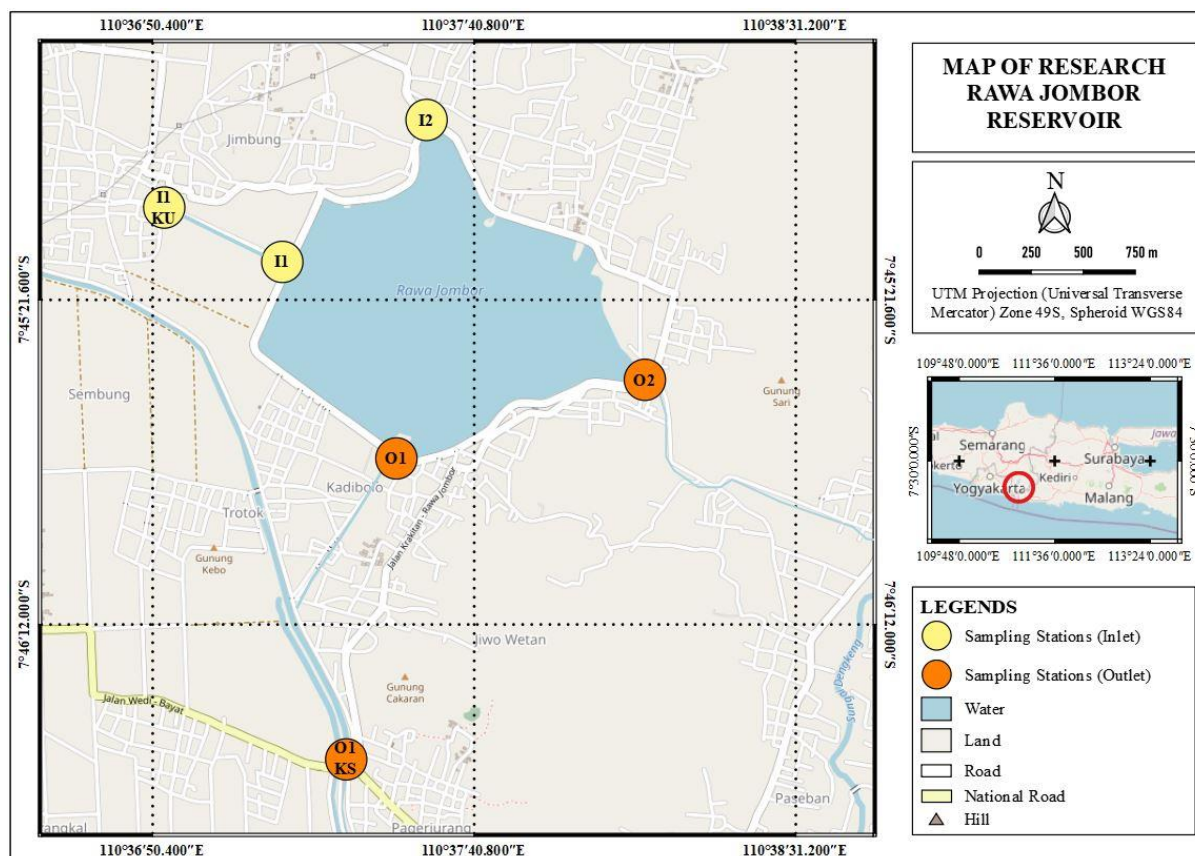 110°36′50.400″E 110°37′40.800″E 110°38′31.200″E
I2
Jimbung
I1
KU
I1
Rawa Jombor
7°45′21.600″S
7°45′21.600″S
Sembung
O2
Gunung
Sari
O1
Kadibolo
Trotok
Jalan Krakitan - Rawa Jombor
Gunung
Kebo
7°46′12.000″S
7°46′12.000″S
Jiwo Wetan
Gunung
Cakaran
Sungai Dengkeng
Jalan Wedi - Bayat
O1
KS
Paseban
Pagerjurang
110°36′50.400″E 110°37′40.800″E 110°38′31.200″E
MAP OF RESEARCH
RAWA JOMBOR
RESERVOIR
N
0 250 500 750 m
UTM Projection (Universal Transverse
Mercator) Zone 49S, Spheroid WGS84
109°48′0.000″E 111°36′0.000″E 113°24′0.000″E
7°30′0.000″S
Semarang
Jawa
Surabaya
Yogyakarta
Kediri
Malang
109°48′0.000″E 111°36′0.000″E 113°24′0.000″E
LEGENDS
Sampling Stations (Inlet)
Sampling Stations (Outlet)
Water
Land
Road
National Road
Hill